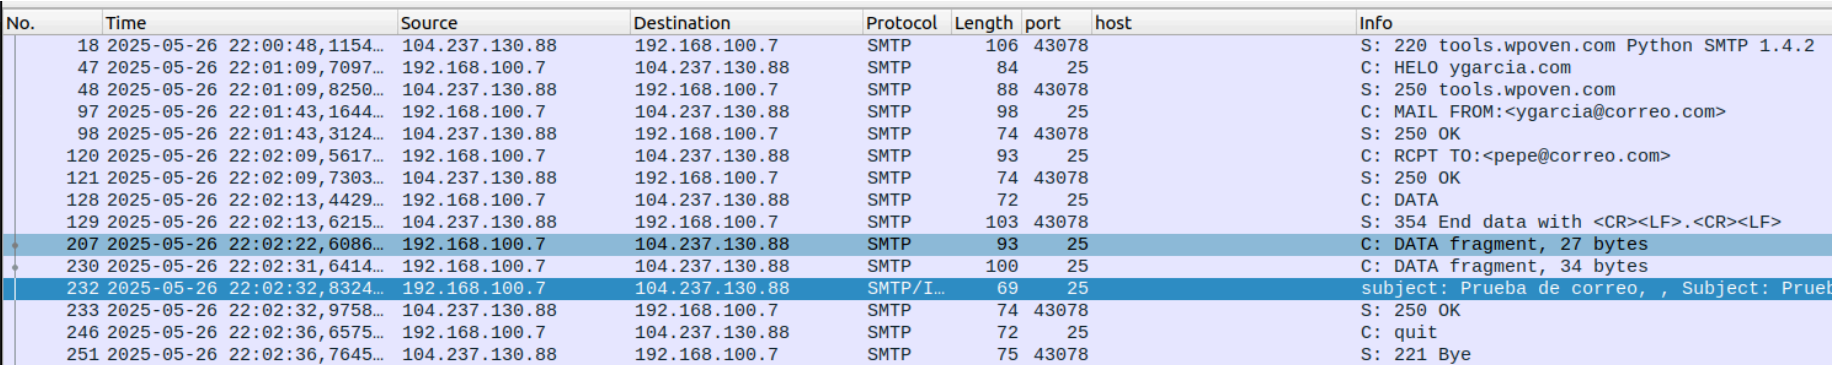 No. Time Source Destination Protocol Length port host Info
18 2025-05-26 22:00:48,1154… 104.237.130.88 192.168.100.7 SMTP 106 43078 S: 220 tools.wpoven.com Python SMTP 1.4.2
47 2025-05-26 22:01:09,7097… 192.168.100.7 104.237.130.88 SMTP 84 25 C: HELO ygarcia.com
48 2025-05-26 22:01:09,8250… 104.237.130.88 192.168.100.7 SMTP 88 43078 S: 250 tools.wpoven.com
97 2025-05-26 22:01:43,1644… 192.168.100.7 104.237.130.88 SMTP 98 25 C: MAIL FROM:<ygarcia@correo.com>
98 2025-05-26 22:01:43,3124… 104.237.130.88 192.168.100.7 SMTP 74 43078 S: 250 OK
120 2025-05-26 22:02:09,5617… 192.168.100.7 104.237.130.88 SMTP 93 25 C: RCPT TO:<pepe@correo.com>
121 2025-05-26 22:02:09,7303… 104.237.130.88 192.168.100.7 SMTP 74 43078 S: 250 OK
128 2025-05-26 22:02:13,4429… 192.168.100.7 104.237.130.88 SMTP 72 25 C: DATA
129 2025-05-26 22:02:13,6215… 104.237.130.88 192.168.100.7 SMTP 103 43078 S: 354 End data with <CR><LF>.<CR><LF>
207 2025-05-26 22:02:22,6086… 192.168.100.7 104.237.130.88 SMTP 93 25 C: DATA fragment, 27 bytes
230 2025-05-26 22:02:31,6414… 192.168.100.7 104.237.130.88 SMTP 100 25 C: DATA fragment, 34 bytes
232 2025-05-26 22:02:32,8324… 192.168.100.7 104.237.130.88 SMTP/I… 69 25 subject: Prueba de correo, , Subject: Prueb
233 2025-05-26 22:02:32,9758… 104.237.130.88 192.168.100.7 SMTP 74 43078 S: 250 OK
246 2025-05-26 22:02:36,6575… 192.168.100.7 104.237.130.88 SMTP 72 25 C: quit
251 2025-05-26 22:02:36,7645… 104.237.130.88 192.168.100.7 SMTP 75 43078 S: 221 Bye